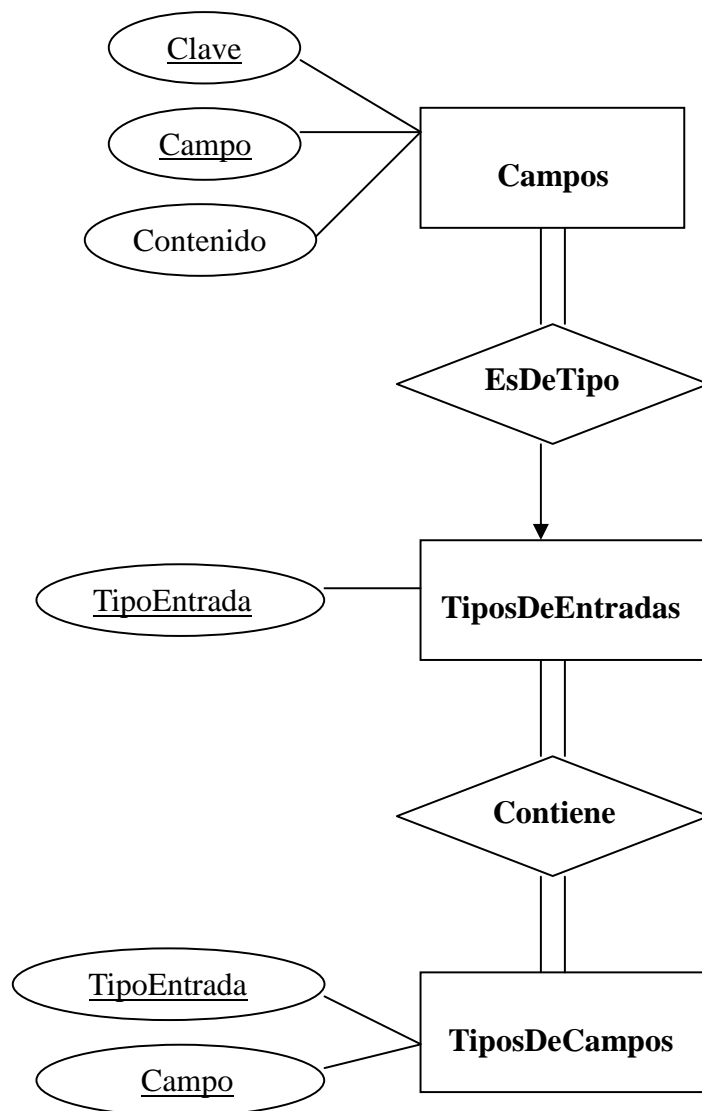 Clave
Campo
Campos
Contenido
EsDeTipo
TipoEntrada
TiposDeEntradas
Contiene
TipoEntrada
TiposDeCampos
Campo